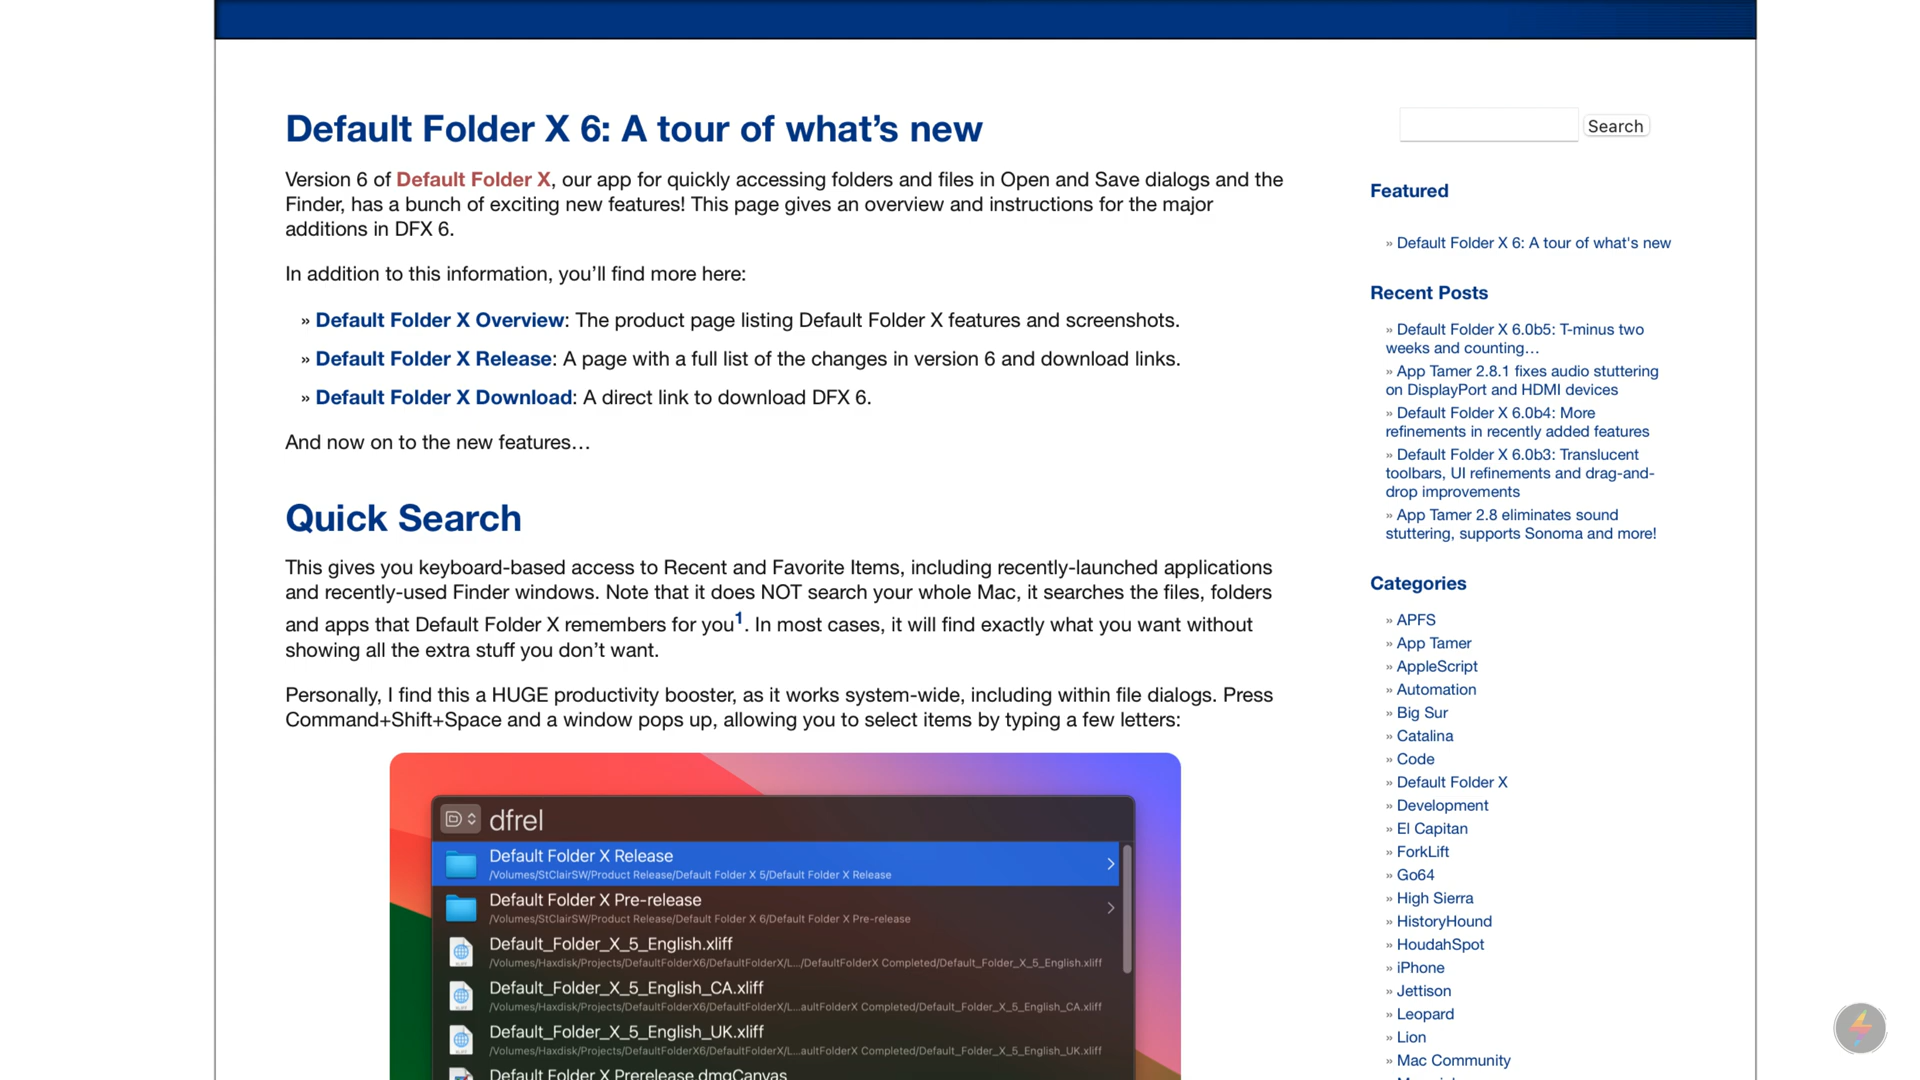 Default Folder X 6: A tour of what’s new
Version 6 of Default Folder X, our app for quickly accessing folders and files in Open and Save dialogs and the
Finder, has a bunch of exciting new features! This page gives an overview and instructions for the major
additions in DFX 6.
In addition to this information, you’ll find more here:
» Default Folder X Overview: The product page listing Default Folder X features and screenshots.
» Default Folder X Release: A page with a full list of the changes in version 6 and download links.
» Default Folder X Download: A direct link to download DFX 6.
And now on to the new features…
Quick Search
This gives you keyboard-based access to Recent and Favorite Items, including recently-launched applications
and recently-used Finder windows. Note that it does NOT search your whole Mac, it searches the files, folders
and apps that Default Folder X remembers for you1. In most cases, it will find exactly what you want without
showing all the extra stuff you don’t want.
Personally, I find this a HUGE productivity booster, as it works system-wide, including within file dialogs. Press
Command+Shift+Space and a window pops up, allowing you to select items by typing a few letters:
dfrel
Default Folder X Release
/Volumes/StClairSW/Product Release/Default Folder X 5/Default Folder X Release
Default Folder X Pre-release
/Volumes/StClairSW/Product Release/Default Folder X 6/Default Folder X Pre-release
Default_Folder_X_5_English.xliff
/Volumes/Haxdisk/Projects/DefaultFolderX6/DefaultFolderX/L.../DefaultFolderX Completed/Default_Folder_X_5_English.xliff
Default_Folder_X_5_English_CA.xliff
/Volumes/Haxdisk/Projects/DefaultFolderX6/DefaultFolderX/L...aultFolderX Completed/Default_Folder_X_5_English_CA.xliff
Default_Folder_X_5_English_UK.xliff
/Volumes/Haxdisk/Projects/DefaultFolderX6/DefaultFolderX/L...aultFolderX Completed/Default_Folder_X_5_English_UK.xliff
Default Folder X Prerelease.dmgCanvas
Search
Featured
» Default Folder X 6: A tour of what's new
Recent Posts
» Default Folder X 6.0b5: T-minus two
weeks and counting…
» App Tamer 2.8.1 fixes audio stuttering
on DisplayPort and HDMI devices
» Default Folder X 6.0b4: More
refinements in recently added features
» Default Folder X 6.0b3: Translucent
toolbars, UI refinements and drag-and-
drop improvements
» App Tamer 2.8 eliminates sound
stuttering, supports Sonoma and more!
Categories
» APFS
» App Tamer
» AppleScript
» Automation
» Big Sur
» Catalina
» Code
» Default Folder X
» Development
» El Capitan
» ForkLift
» Go64
» High Sierra
» HistoryHound
» HoudahSpot
» iPhone
» Jettison
» Leopard
» Lion
» Mac Community